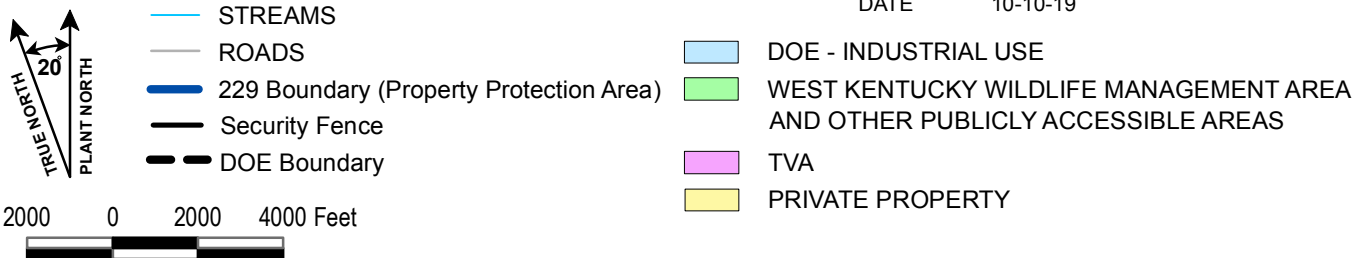 DATE 10-10-19
20°
TRUE NORTH
PLANT NORTH
STREAMS
ROADS
229 Boundary (Property Protection Area)
Security Fence
DOE Boundary
2000 0 2000 4000 Feet
DOE - INDUSTRIAL USE
WEST KENTUCKY WILDLIFE MANAGEMENT AREA
AND OTHER PUBLICLY ACCESSIBLE AREAS
TVA
PRIVATE PROPERTY